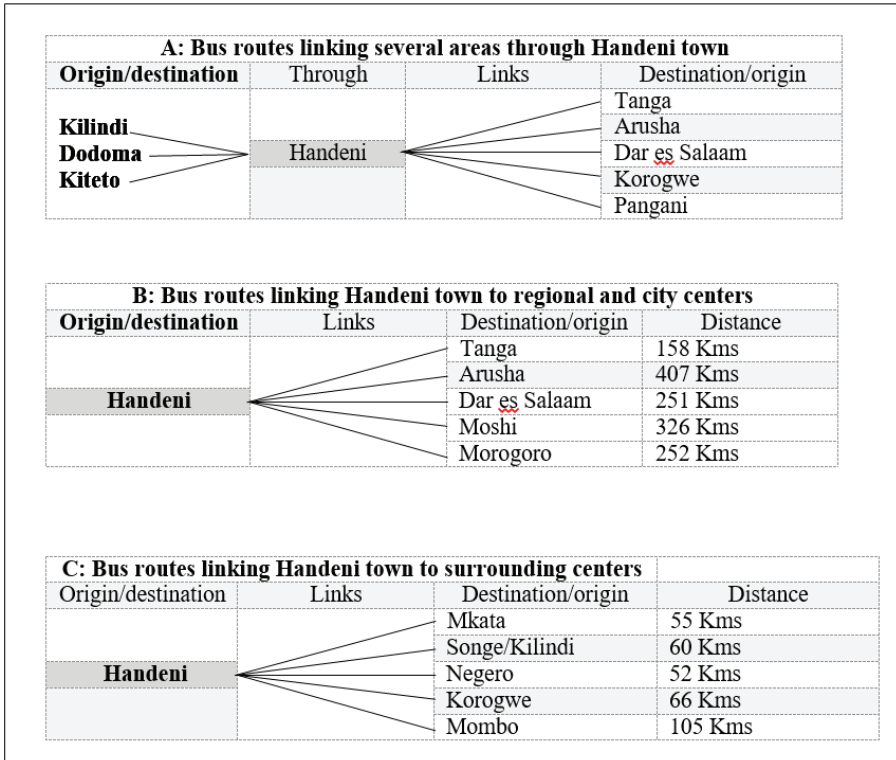 A: Bus routes linking several areas through Handeni town
Origin/destination Through Links Destination/origin
Tanga
Kilindi Arusha
Dodoma Handeni Dar es Salaam
Kiteto Korogwe
Pangani
B: Bus routes linking Handeni town to regional and city centers
Origin/destination Links Destination/origin Distance
Tanga 158 Kms
Arusha 407 Kms
Handeni Dar es Salaam 251 Kms
Moshi 326 Kms
Morogoro 252 Kms
C: Bus routes linking Handeni town to surrounding centers
Origin/destination Links Destination/origin Distance
Mkata 55 Kms
Songe/Kilindi 60 Kms
Handeni Negero 52 Kms
Korogwe 66 Kms
Mombo 105 Kms